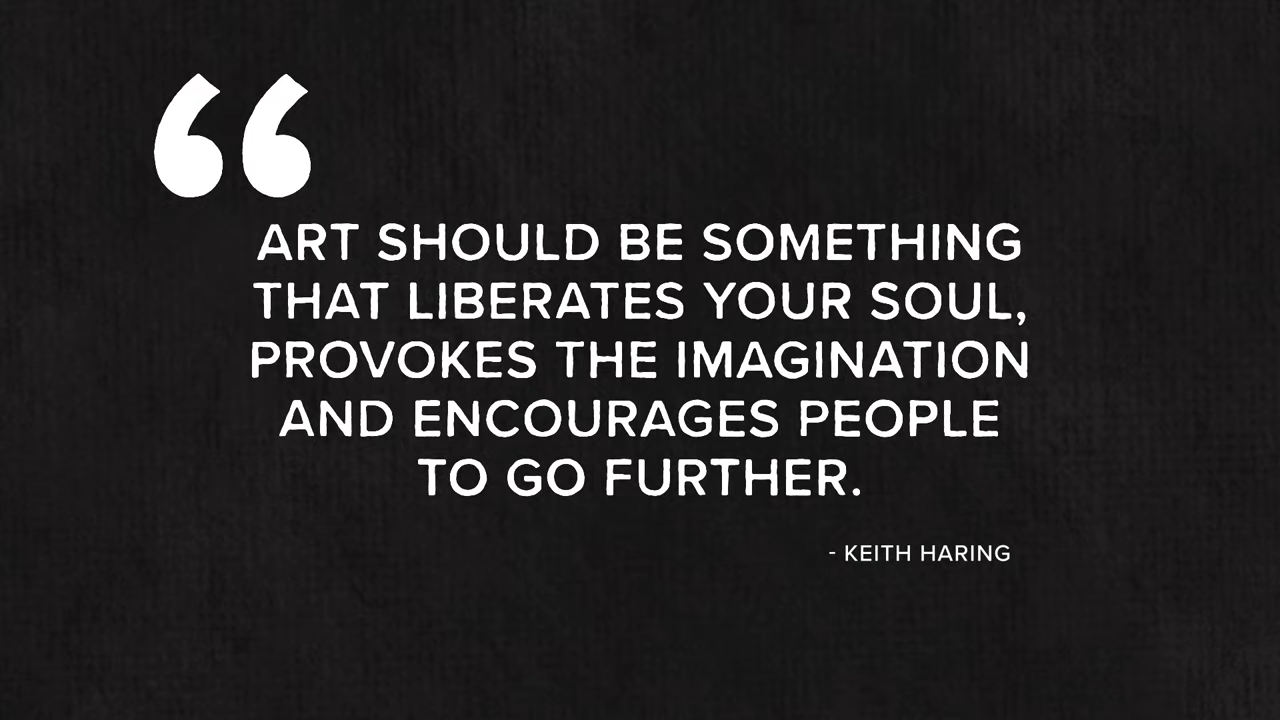 “
ART SHOULD BE SOMETHING
THAT LIBERATES YOUR SOUL,
PROVOKES THE IMAGINATION
AND ENCOURAGES PEOPLE
TO GO FURTHER.
- KEITH HARING